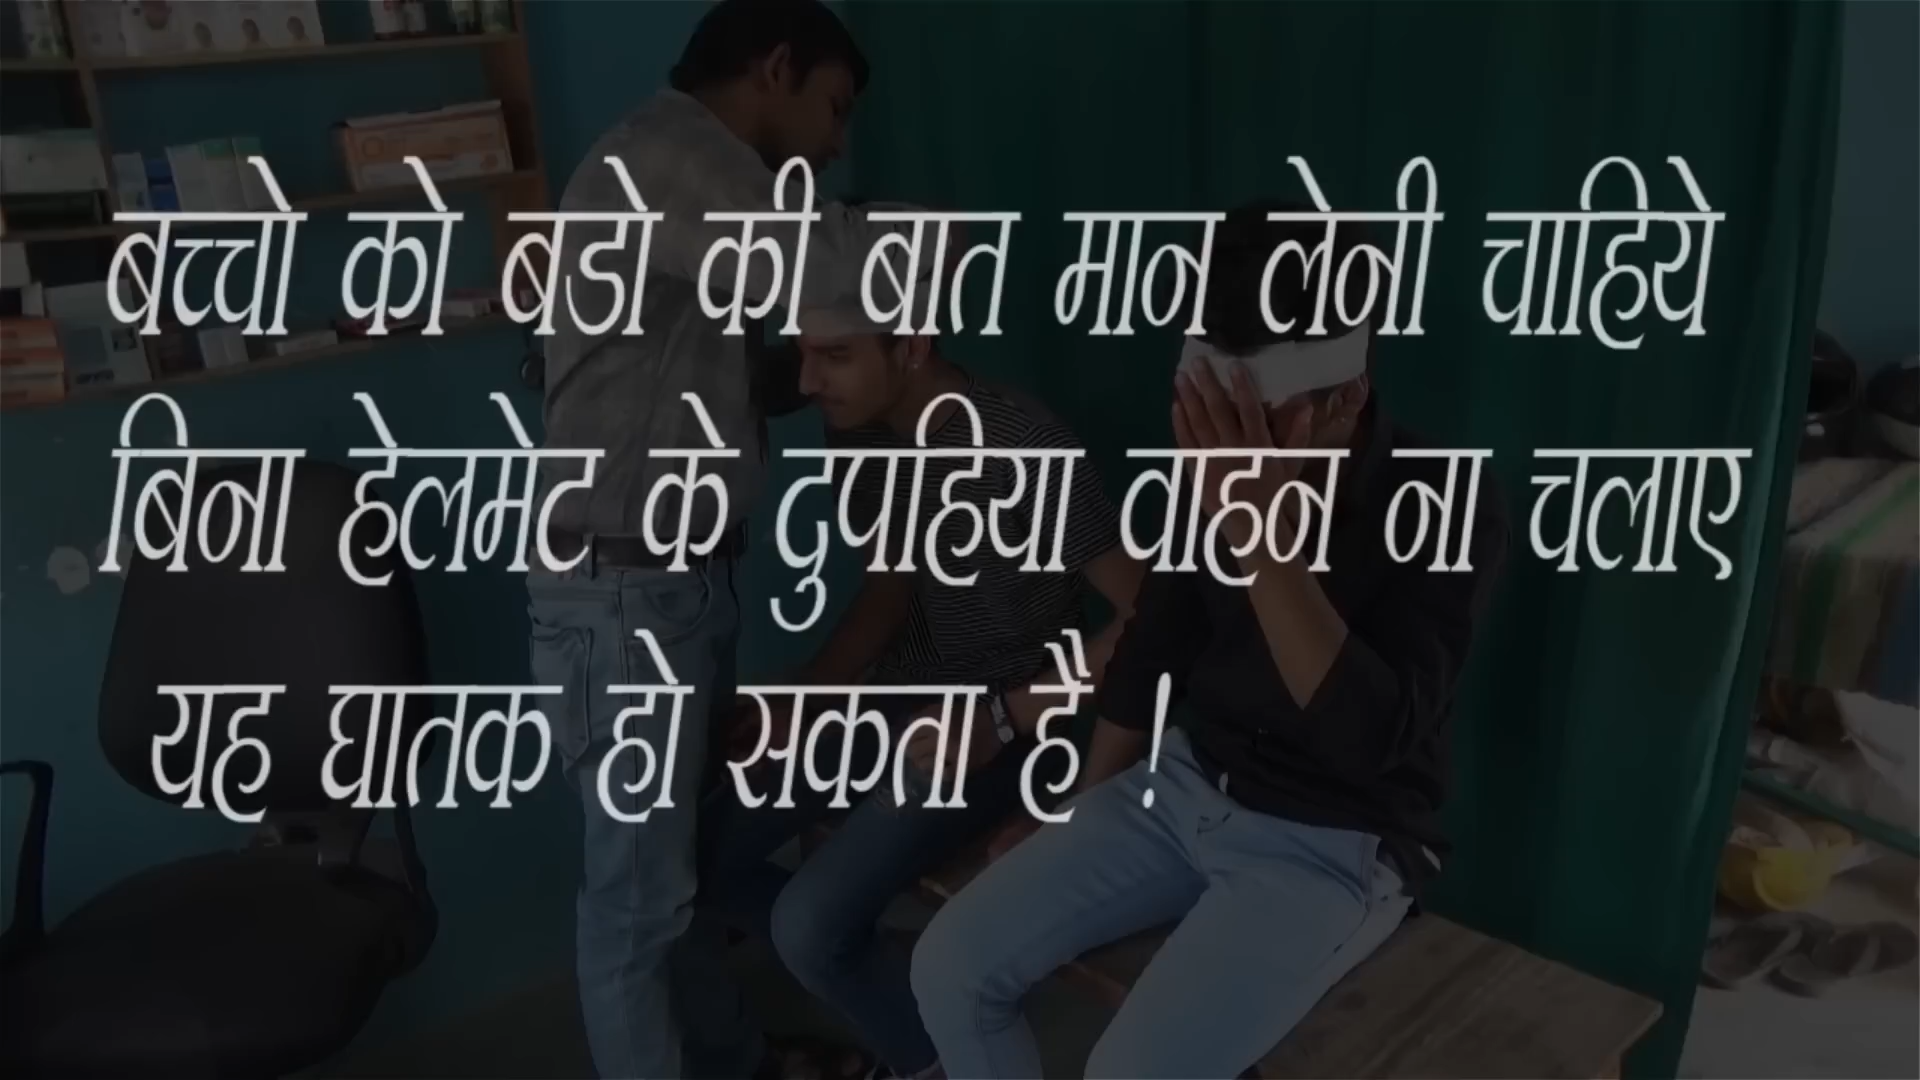 बच्चो को बडो की बात मान लेनी चाहिये
बिना हेलमेट के दुपहिया वाहन ना चलाए
यह घातक हो सकता है !